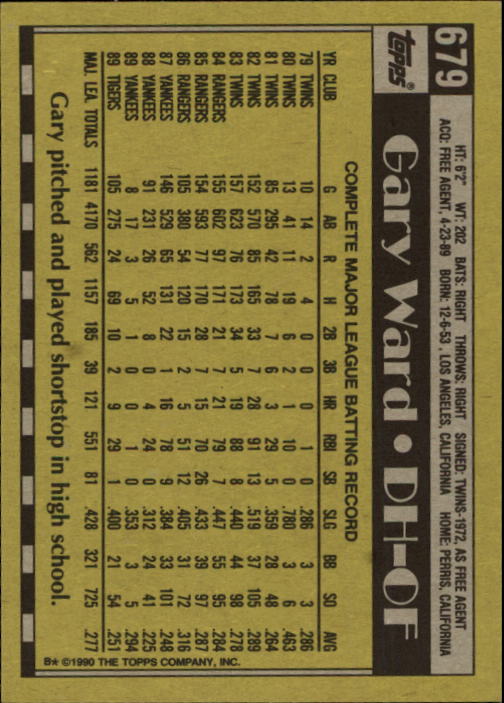 679
topps®
HT: 6'2" WT: 202 BATS: RIGHT THROWS: RIGHT SIGNED: TWINS-1972, AS FREE AGENT
ACQ: FREE AGENT, 4-23-89 BORN: 12-6-53, LOS ANGELES, CALIFORNIA HOME: PERRIS, CALIFORNIA
Gary Ward • DH-OF
COMPLETE MAJOR LEAGUE BATTING RECORD
YR CLUB G AB R H 2B 3B HR RBI SB SLG BB SO AVG
79 TWINS 10 14 2 4 0 0 0 1 0 .286 3 3 .286
80 TWINS 13 41 11 19 6 2 1 10 0 .780 3 6 .463
81 TWINS 85 295 42 78 7 6 3 29 5 .359 28 48 .264
82 TWINS 152 570 85 165 33 7 28 91 13 .519 37 105 .289
83 TWINS 157 623 76 173 34 5 19 88 8 .440 44 98 .278
84 RANGERS 155 602 97 171 21 7 21 79 7 .447 55 95 .284
85 RANGERS 154 593 77 170 28 7 15 70 26 .433 39 97 .287
86 RANGERS 105 380 54 120 15 2 5 51 12 .405 31 72 .316
87 YANKEES 146 529 65 131 22 1 16 78 9 .384 33 101 .248
88 YANKEES 91 231 26 52 8 0 4 24 0 .312 24 41 .225
89 YANKEES 8 17 3 5 1 0 0 1 0 .353 3 5 .294
89 TIGERS 105 275 24 69 10 2 9 29 1 .400 21 54 .251
MAJ. LEA. TOTALS 1181 4170 562 1157 185 39 121 551 81 .428 321 725 .277
Gary pitched and played shortstop in high school.
B* ©1990 THE TOPPS COMPANY, INC.